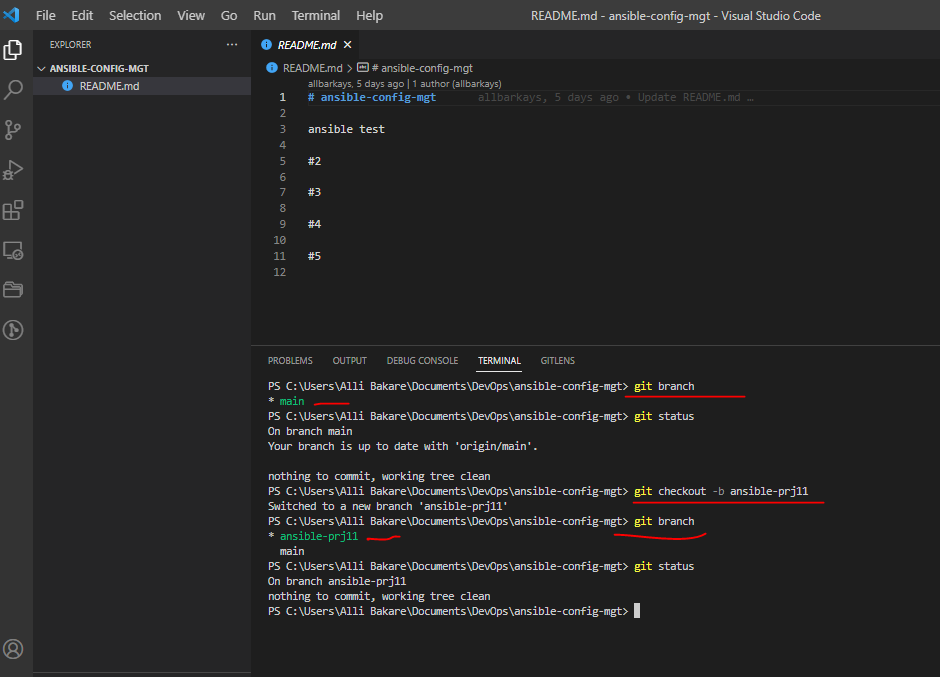 File Edit Selection View Go Run Terminal Help README.md - ansible-config-mgt - Visual Studio Code
EXPLORER ···
ANSIBLE-CONFIG-MGT
README.md
README.md ×
README.md > # ansible-config-mgt
allbarkays, 5 days ago | 1 author (allbarkays)
1 # ansible-config-mgt allbarkays, 5 days ago • Update README.md …
2
3 ansible test
4
5 #2
6
7 #3
8
9 #4
10
11 #5
12
PROBLEMS OUTPUT DEBUG CONSOLE TERMINAL GITLENS
PS C:\Users\Alli Bakare\Documents\DevOps\ansible-config-mgt> git branch
* main
PS C:\Users\Alli Bakare\Documents\DevOps\ansible-config-mgt> git status
On branch main
Your branch is up to date with 'origin/main'.
nothing to commit, working tree clean
PS C:\Users\Alli Bakare\Documents\DevOps\ansible-config-mgt> git checkout -b ansible-prj11
Switched to a new branch 'ansible-prj11'
PS C:\Users\Alli Bakare\Documents\DevOps\ansible-config-mgt> git branch
* ansible-prj11
main
PS C:\Users\Alli Bakare\Documents\DevOps\ansible-config-mgt> git status
On branch ansible-prj11
nothing to commit, working tree clean
PS C:\Users\Alli Bakare\Documents\DevOps\ansible-config-mgt>